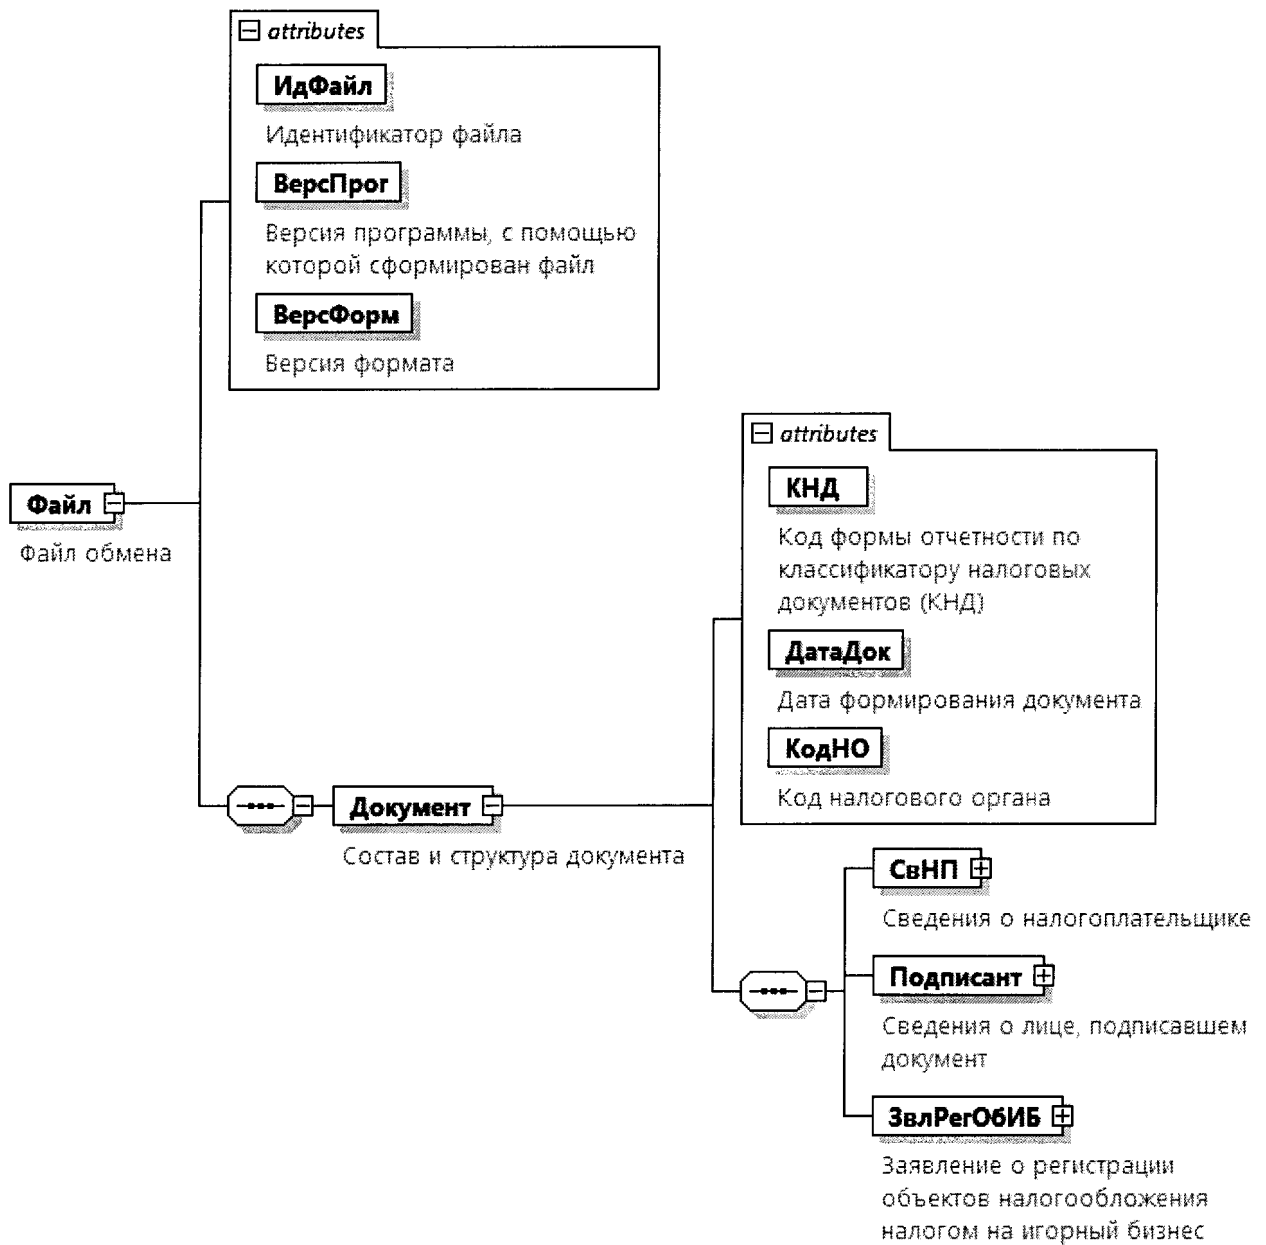 attributes
ИдФайл
Идентификатор файла
ВерсПрог
Версия программы, с помощью
которой сформирован файл
ВерсФорм
Версия формата
Файл
Файл обмена
attributes
КНД
Код формы отчетности по
классификатору налоговых
документов (КНД)
ДатаДок
Дата формирования документа
КодНО
Код налогового органа
Документ
Состав и структура документа
СвНП
Сведения о налогоплательщике
Подписант
Сведения о лице, подписавшем
документ
ЗвлРегОбИБ
Заявление о регистрации
объектов налогообложения
налогом на игорный бизнес